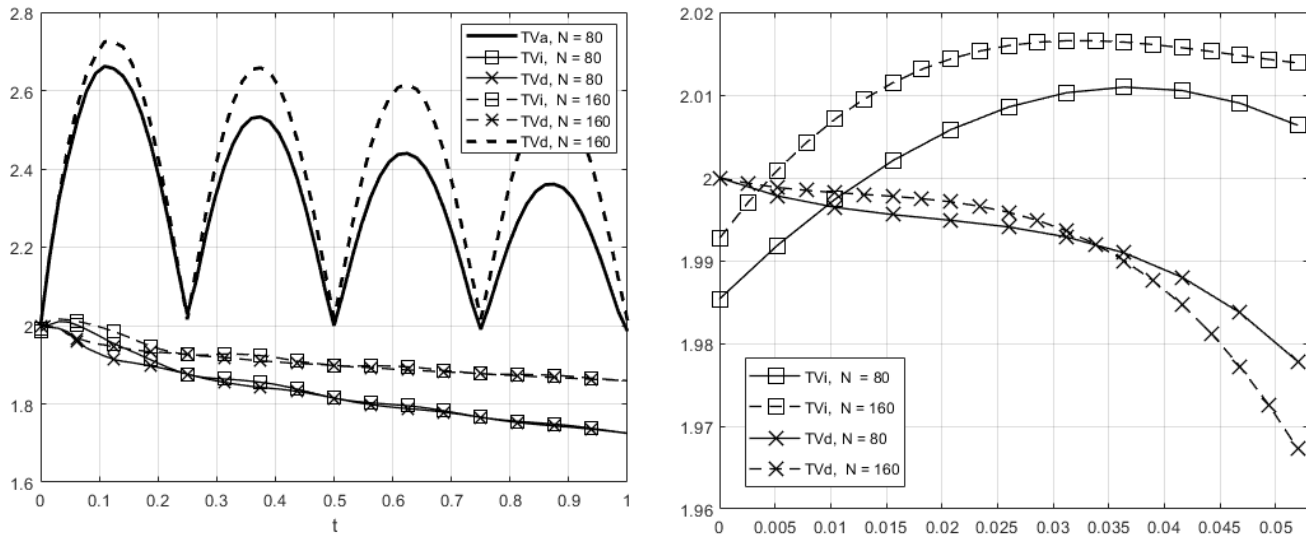 2.8
2.6
2.4
2.2
2
1.8
1.6
TVa, N = 80
TVi, N = 80
TVd, N = 80
TVi, N = 160
TVd, N = 160
TVd, N = 160
0 0.1 0.2 0.3 0.4 0.5 0.6 0.7 0.8 0.9 1
t
2.02
2.01
2
1.99
1.98
1.97
1.96
TVi, N = 80
TVi, N = 160
TVd, N = 80
TVd, N = 160
0 0.005 0.01 0.015 0.02 0.025 0.03 0.035 0.04 0.045 0.05